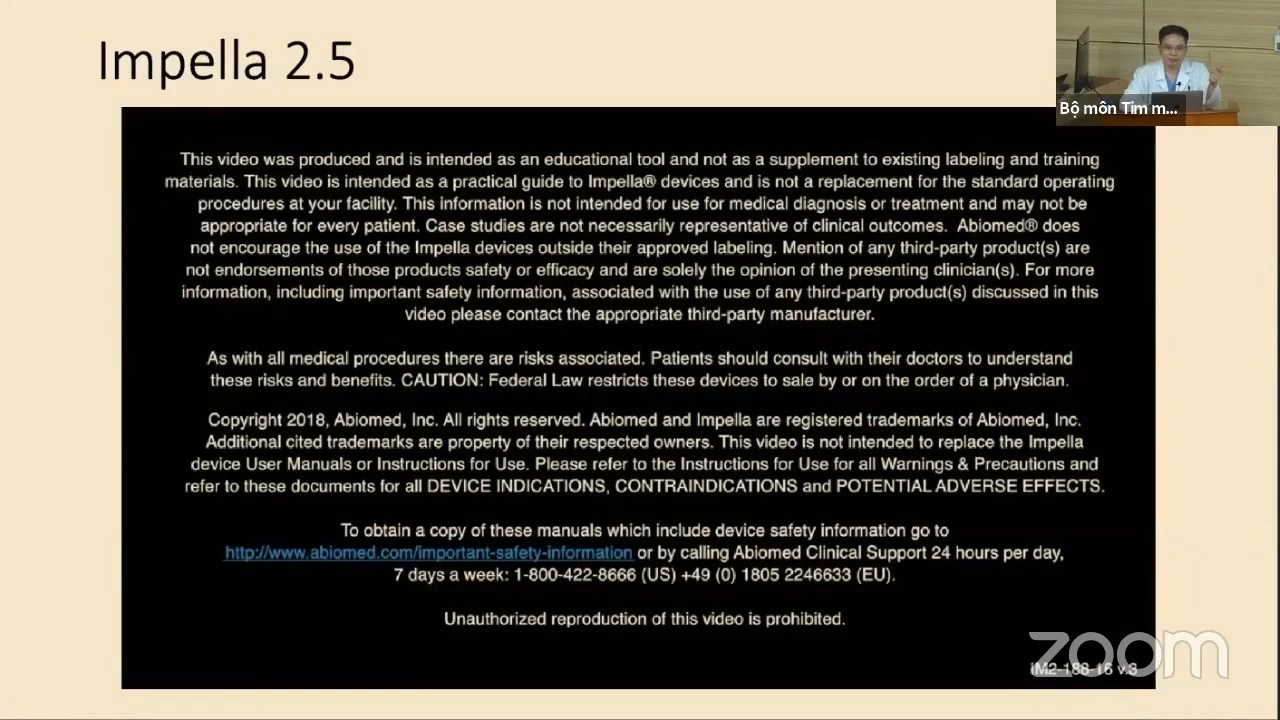 Impella 2.5
Bộ môn Tim m...
This video was produced and is intended as an educational tool and not as a supplement to existing labeling and training
materials. This video is intended as a practical guide to Impella® devices and is not a replacement for the standard operating
procedures at your facility. This information is not intended for use for medical diagnosis or treatment and may not be
appropriate for every patient. Case studies are not necessarily representative of clinical outcomes. Abiomed® does
not encourage the use of the Impella devices outside their approved labeling. Mention of any third-party product(s) are
not endorsements of those products safety or efficacy and are solely the opinion of the presenting clinician(s). For more
information, including important safety information, associated with the use of any third-party product(s) discussed in this
video please contact the appropriate third-party manufacturer.
As with all medical procedures there are risks associated. Patients should consult with their doctors to understand
these risks and benefits. CAUTION: Federal Law restricts these devices to sale by or on the order of a physician.
Copyright 2018, Abiomed, Inc. All rights reserved. Abiomed and Impella are registered trademarks of Abiomed, Inc.
Additional cited trademarks are property of their respected owners. This video is not intended to replace the Impella
device User Manuals or Instructions for Use. Please refer to the Instructions for Use for all Warnings & Precautions and
refer to these documents for all DEVICE INDICATIONS, CONTRAINDICATIONS and POTENTIAL ADVERSE EFFECTS.
To obtain a copy of these manuals which include device safety information go to
http://www.abiomed.com/important-safety-information or by calling Abiomed Clinical Support 24 hours per day,
7 days a week: 1-800-422-8666 (US) +49 (0) 1805 2246633 (EU).
Unauthorized reproduction of this video is prohibited.
zoom
IM2-188-16 v.3